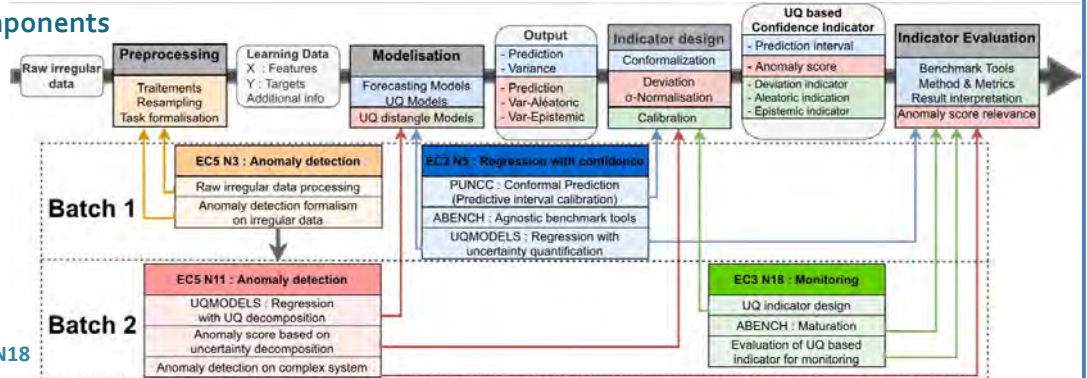 ponents
Raw irregular
data
Preprocessing
Traitements
Resampling
Task formalisation
Learning Data
X : Features
Y : Targets
Additional info
Modelisation
Forecasting Models
UQ Models
UQ distangle Models
Output
- Prediction
- Variance
- Prediction
- Var-Aléatoric
- Var-Epistemic
Indicator design
Conformalization
Deviation
σ-Normalisation
Calibration
UQ based
Confidence Indicator
- Prediction interval
- Anomaly score
- Deviation indicator
- Aleatoric indication
- Epistemic indicator
Indicator Evaluation
Benchmark Tools
Method & Metrics
Result interpretation
Anomaly score relevance
Batch 1
EC5 N3 : Anomaly detection
Raw irregular data processing
Anomaly detection formalism
on irregular data
EC3 N5 : Regression with confidence
PUNCC : Conformal Prediction
(Predictive interval calibration)
ABENCH : Agnostic benchmark tools
UQMODELS : Regression with
uncertainty quantification
Batch 2
EC5 N11 : Anomaly detection
UQMODELS : Regression
with UQ decomposition
Anomaly score based on
uncertainty decomposition
Anomaly detection on complex system
EC3 N18 : Monitoring
UQ indicator design
ABENCH : Maturation
Evaluation of UQ based
indicator for monitoring
N18